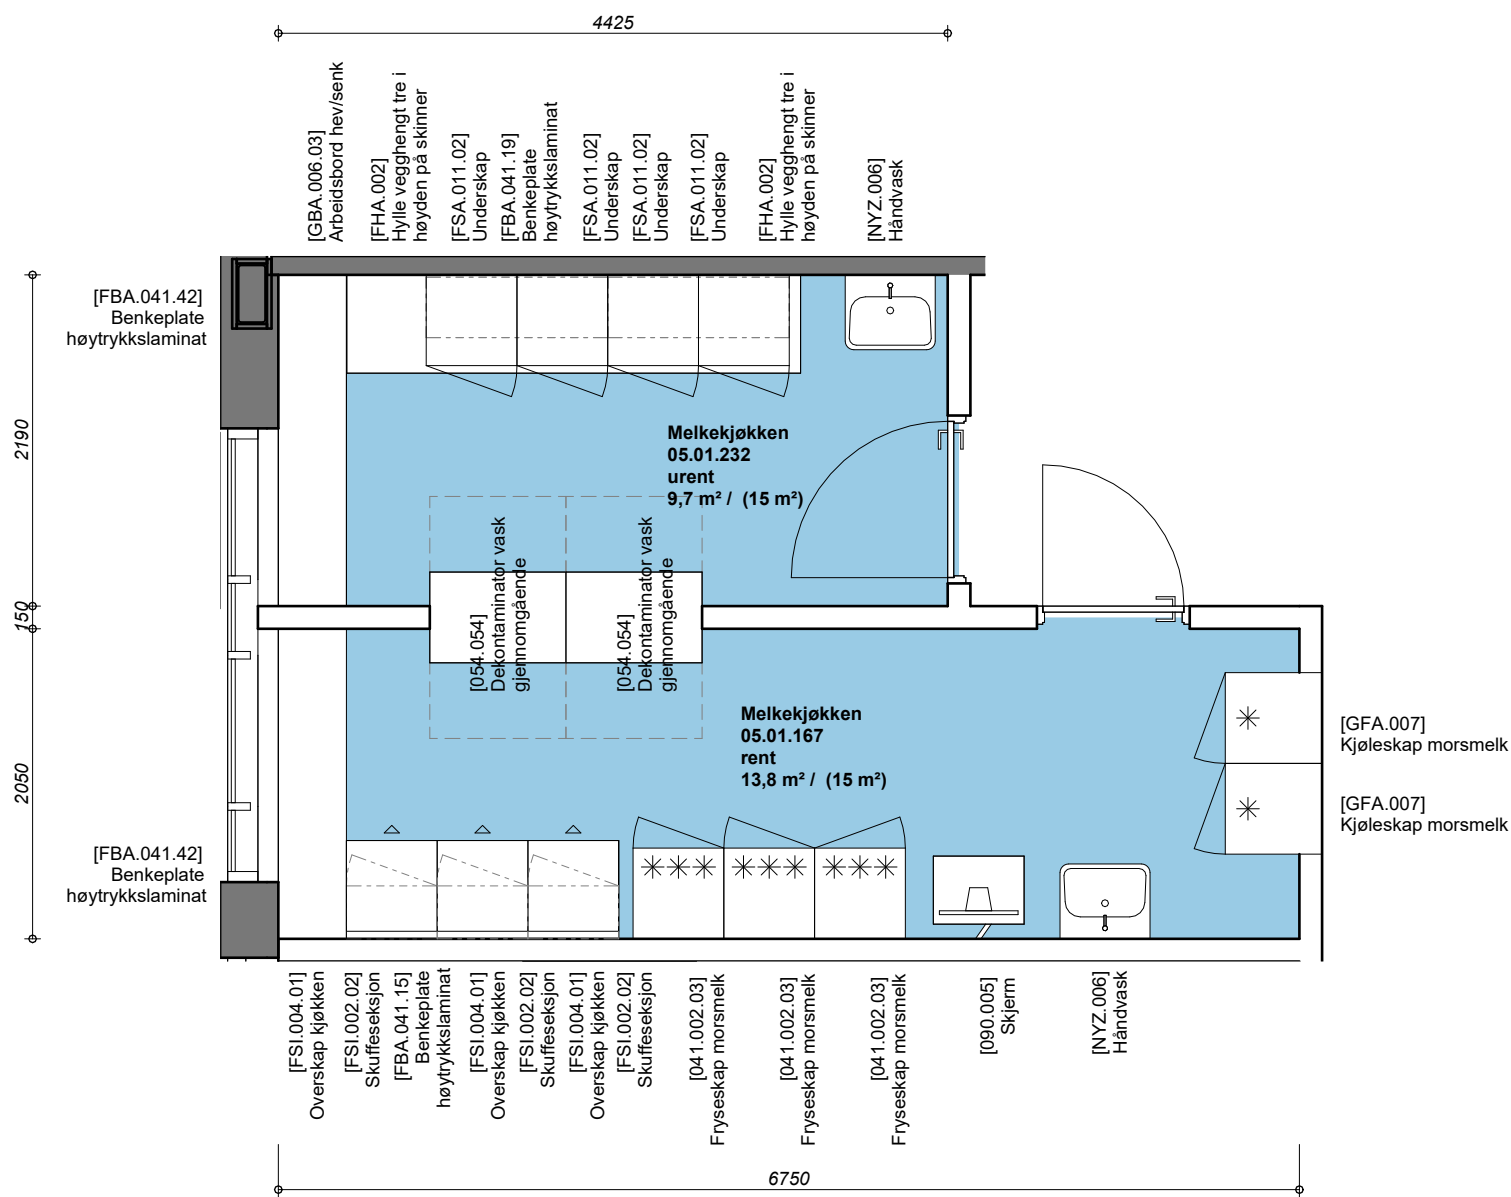 4425
[GBA.006.03]
Arbeidsbord hev/senk
[FHA.002]
Hylle vegghengt tre i
høyden på skinner
[FSA.011.02]
Underskap
[FBA.041.19]
Benkeplate
høytrykkslaminat
[FSA.011.02]
Underskap
[FSA.011.02]
Underskap
[FSA.011.02]
Underskap
[FHA.002]
Hylle vegghengt tre i
høyden på skinner
[NYZ.006]
Håndvask
[FBA.041.42]
Benkeplate
høytrykkslaminat
2190
150
2050
Melkekjøkken
05.01.232
urent
9,7 m² / (15 m²)
[054.054]
Dekontaminator vask
gjennomgående
[054.054]
Dekontaminator vask
gjennomgående
Melkekjøkken
05.01.167
rent
13,8 m² / (15 m²)
[GFA.007]
Kjøleskap morsmelk
[GFA.007]
Kjøleskap morsmelk
[FBA.041.42]
Benkeplate
høytrykkslaminat
[FSI.004.01]
Overskap kjøkken
[FSI.002.02]
Skuffeseksjon
[FBA.041.15]
Benkeplate
høytrykkslaminat
[FSI.004.01]
Overskap kjøkken
[FSI.002.02]
Skuffeseksjon
[FSI.004.01]
Overskap kjøkken
[FSI.002.02]
Skuffeseksjon
[041.002.03]
Fryseskap morsmelk
[041.002.03]
Fryseskap morsmelk
[041.002.03]
Fryseskap morsmelk
[090.005]
Skjerm
[NYZ.006]
Håndvask
6750